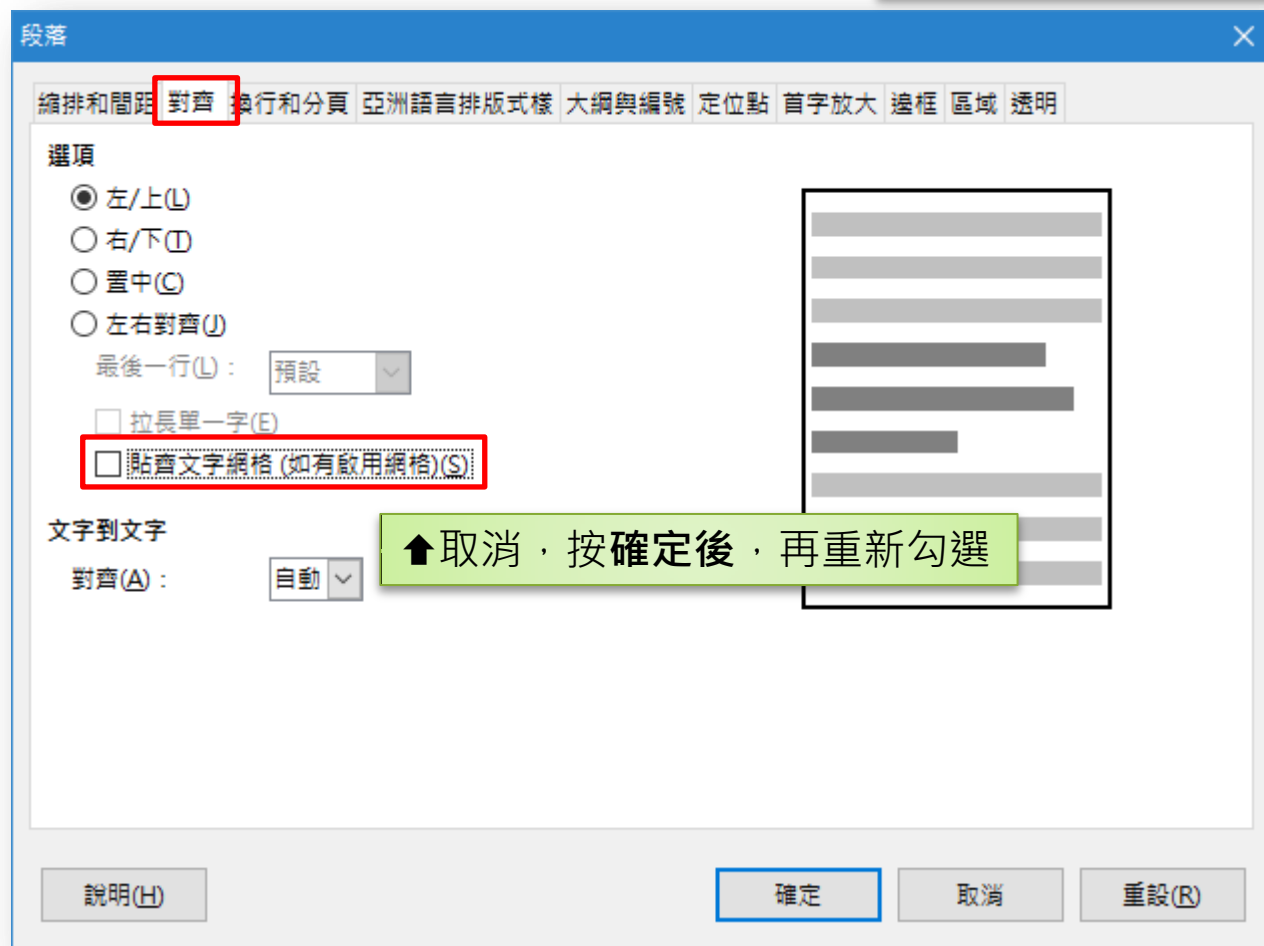 段落
縮排和間距 對齊 換行和分頁 亞洲語言排版式樣 大綱與編號 定位點 首字放大 邊框 區域 透明
選項
左/上(L)
右/下(T)
置中(C)
左右對齊(J)
最後一行(L)： 預設
拉長單一字(E)
貼齊文字網格 (如有啟用網格)(S)
文字到文字
⬆取消，按確定後，再重新勾選
對齊(A)： 自動
說明(H) 確定 取消 重設(R)